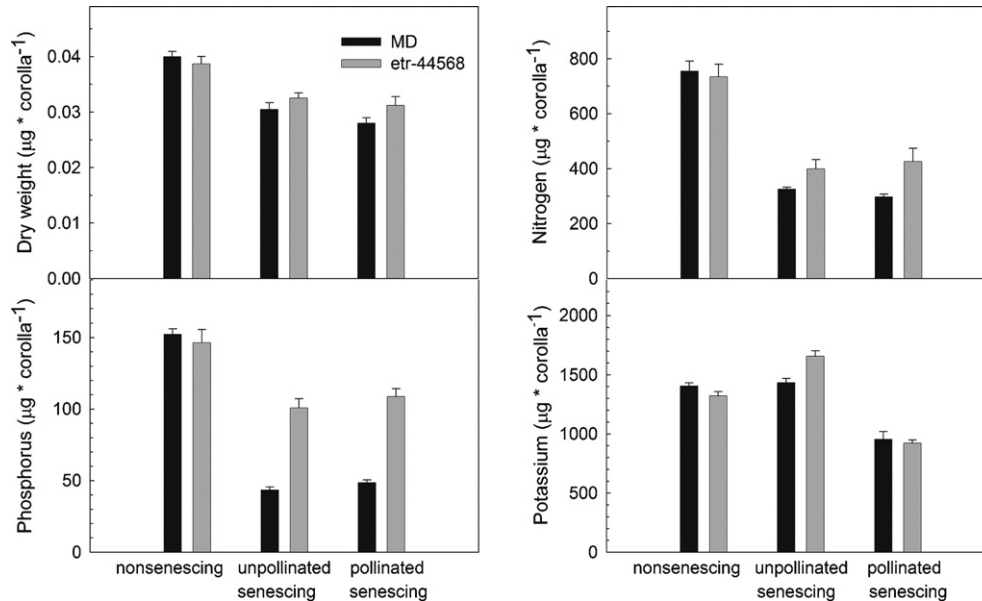 Dry weight (µg * corolla⁻¹)
0.04
0.03
0.02
0.01
0.00
MD
etr-44568
Nitrogen (µg * corolla⁻¹)
800
600
400
200
0
Phosphorus (µg * corolla⁻¹)
150
100
50
0
nonsenescing
unpollinated
senescing
pollinated
senescing
Potassium (µg * corolla⁻¹)
2000
1500
1000
500
0
nonsenescing
unpollinated
senescing
pollinated
senescing